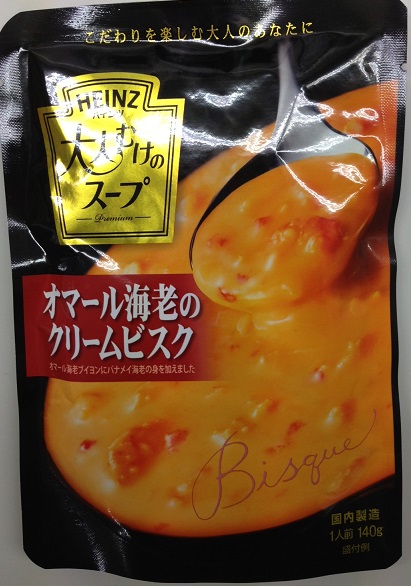 こだわりを楽しむ大人のあなたに
HEINZ
ハインツ
大人むけの
スープ
Premium
オマール海老の
クリームビスク
オマール海老ブイヨンにバナメイ海老の身を加えました
Bisque
国内製造
1人前 140g
盛付例